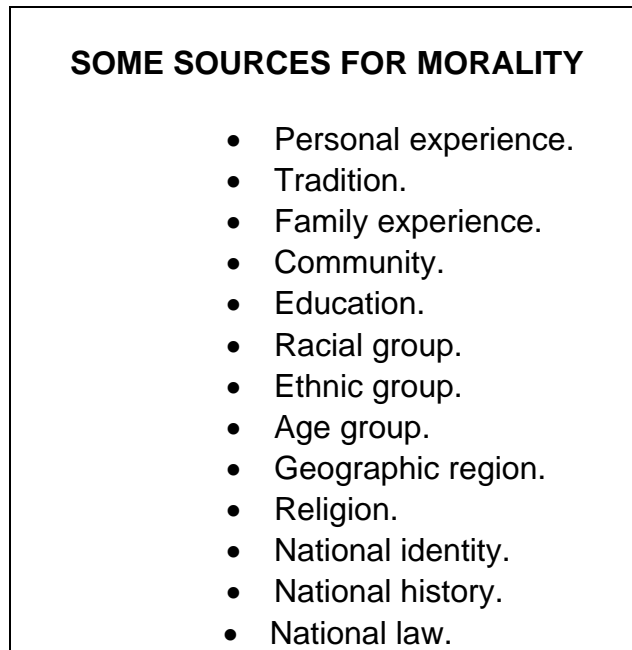 SOME SOURCES FOR MORALITY
• Personal experience.
• Tradition.
• Family experience.
• Community.
• Education.
• Racial group.
• Ethnic group.
• Age group.
• Geographic region.
• Religion.
• National identity.
• National history.
• National law.